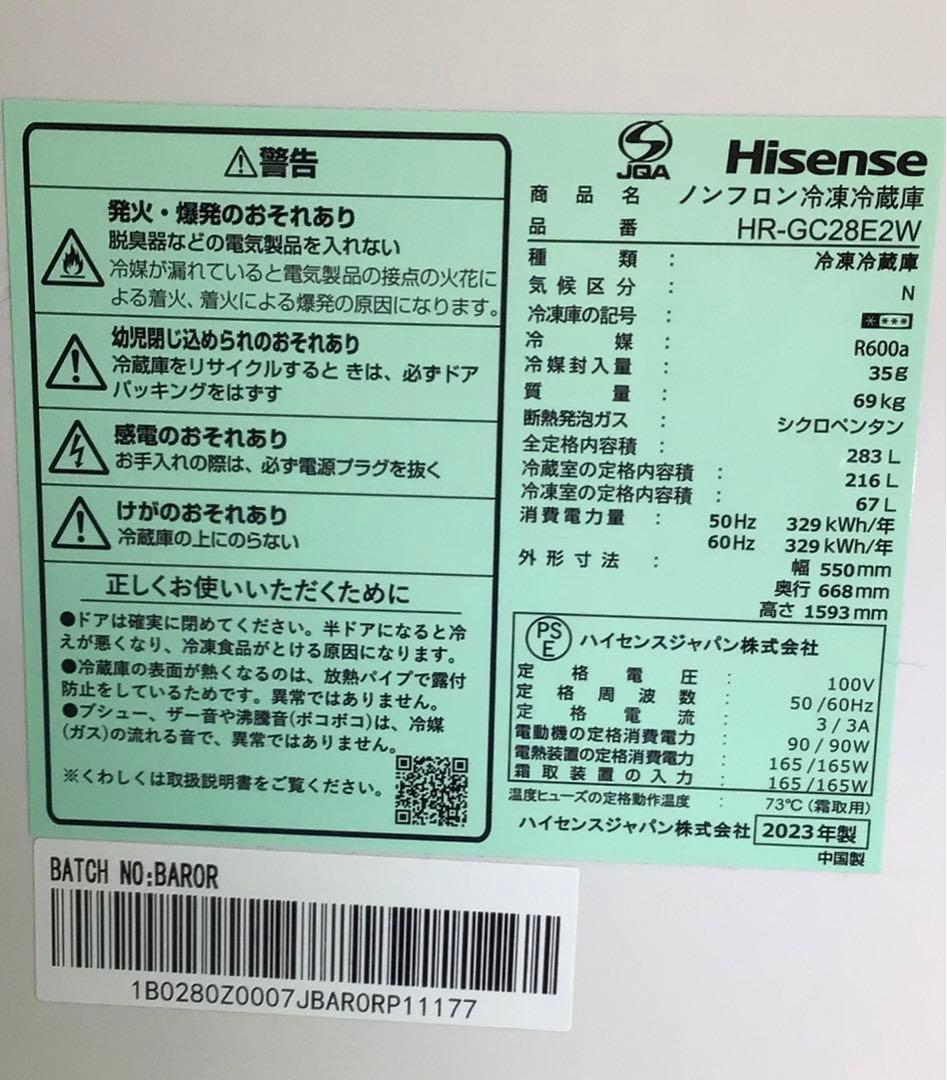 警告
発火・爆発のおそれあり
脱臭器などの電気製品を入れない
冷媒が漏れていると電気製品の接点の火花に
よる着火、着火による爆発の原因になります。
幼児閉じ込められのおそれあり
冷蔵庫をリサイクルすると きは、必ずドア
パッキングをはずす
感電のおそれあり
お手入れの際は、必ず電源プラグを抜く
けがのおそれあり
冷蔵庫の上にのらない
正しくお使いいただくために
●ドアは確実に閉めてください。半ドアになると冷
えが悪くなり、冷凍食品がとける原因になります。
●冷蔵庫の表面が熱くなるのは、放熱パイプで露付
防止をしているためです。異常ではありません。
●ブシュー、ザー音や沸騰音(ボコボコ)は、冷媒
(ガス)の流れる音で、異常ではありません。
※くわしくは取扱説明書をご覧ください。
JQA Hisense
商品名 ノンフロン冷凍冷蔵庫
品番 HR-GC28E2W
種類 : 冷凍冷蔵庫
気候区分 : N
冷凍庫の記号 : ****
冷媒 : R600a
冷媒封入量 : 35g
質量 : 69kg
断熱発泡ガス : シクロペンタン
全定格内容積 : 283 L
冷蔵室の定格内容積 : 216 L
冷凍室の定格内容積 : 67 L
消費電力量 : 50Hz 329kWh/年
60Hz 329kWh/年
外形寸法 : 幅 550mm
奥行 668mm
高さ 1593mm
PS
E ハイセンスジャパン株式会社
定格電圧 : 100V
定格周波数 : 50/60Hz
定格電流 : 3/3A
電動機の定格消費電力 : 90/90W
電熱装置の定格消費電力 : 165/165W
霜取装置の入力 : 165/165W
温度ヒューズの定格動作温度 : 73℃(霜取用)
ハイセンスジャパン株式会社 2023年製
中国製
BATCH NO:BAR0R
1B0280Z0007JBAR0RP11177